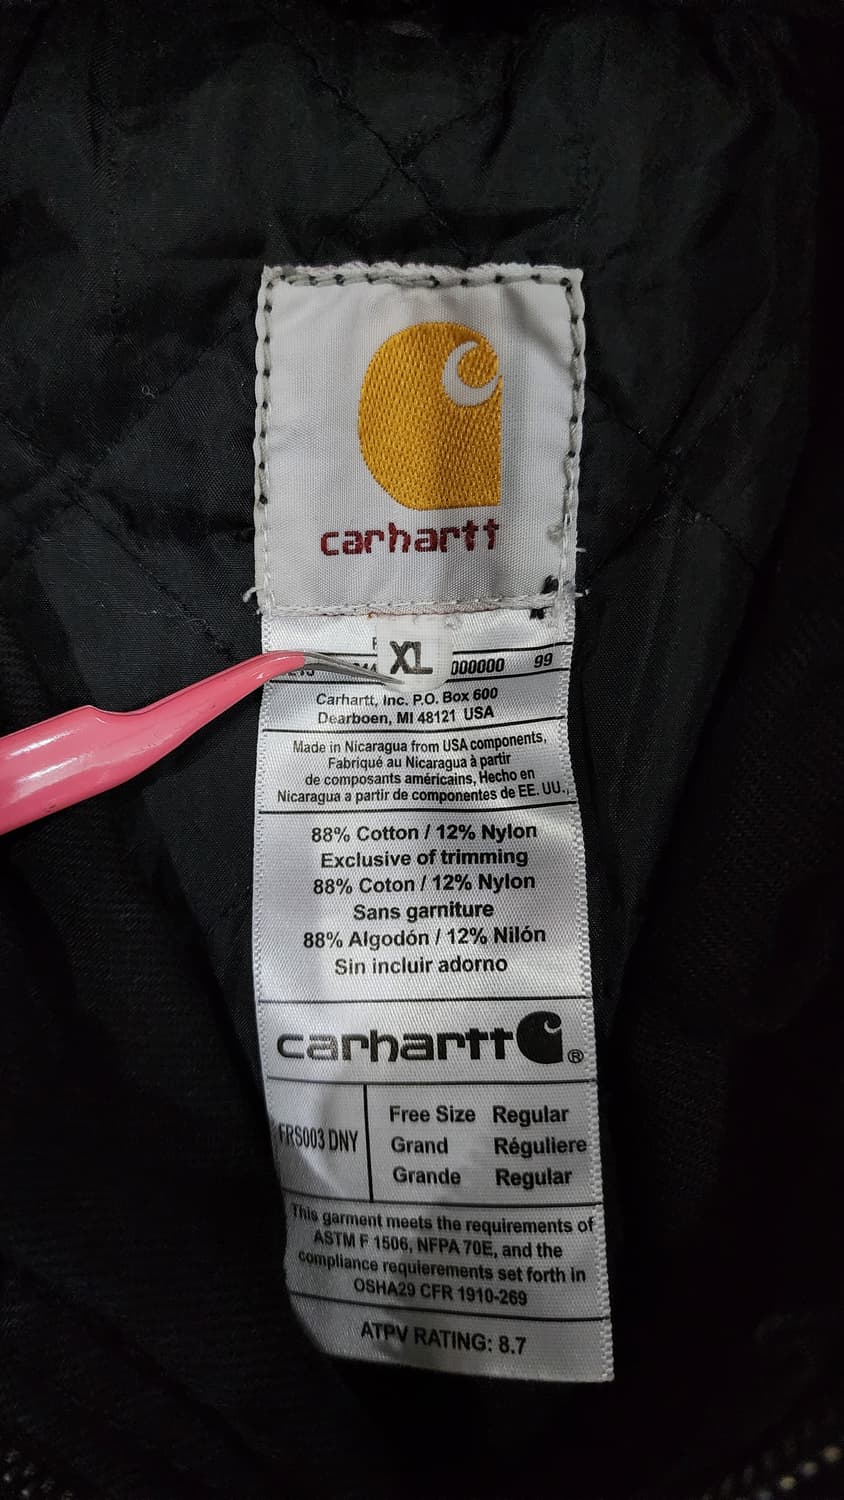 carhartt
XL
000000 99
Carhartt, Inc. P.O. Box 600
Dearboen, MI 48121 USA
Made in Nicaragua from USA components,
Fabriqué au Nicaragua à partir
de composants américains, Hecho en
Nicaragua a partir de componentes de EE. UU.,
88% Cotton / 12% Nylon
Exclusive of trimming
88% Coton / 12% Nylon
Sans garniture
88% Algodón / 12% Nilón
Sin incluir adorno
carhartt ®
FRS003 DNY
Free Size Regular
Grand Réguliere
Grande Regular
This garment meets the requirements of
ASTM F 1506, NFPA 70E, and the
compliance requierements set forth in
OSHA29 CFR 1910-269
ATPV RATING: 8.7